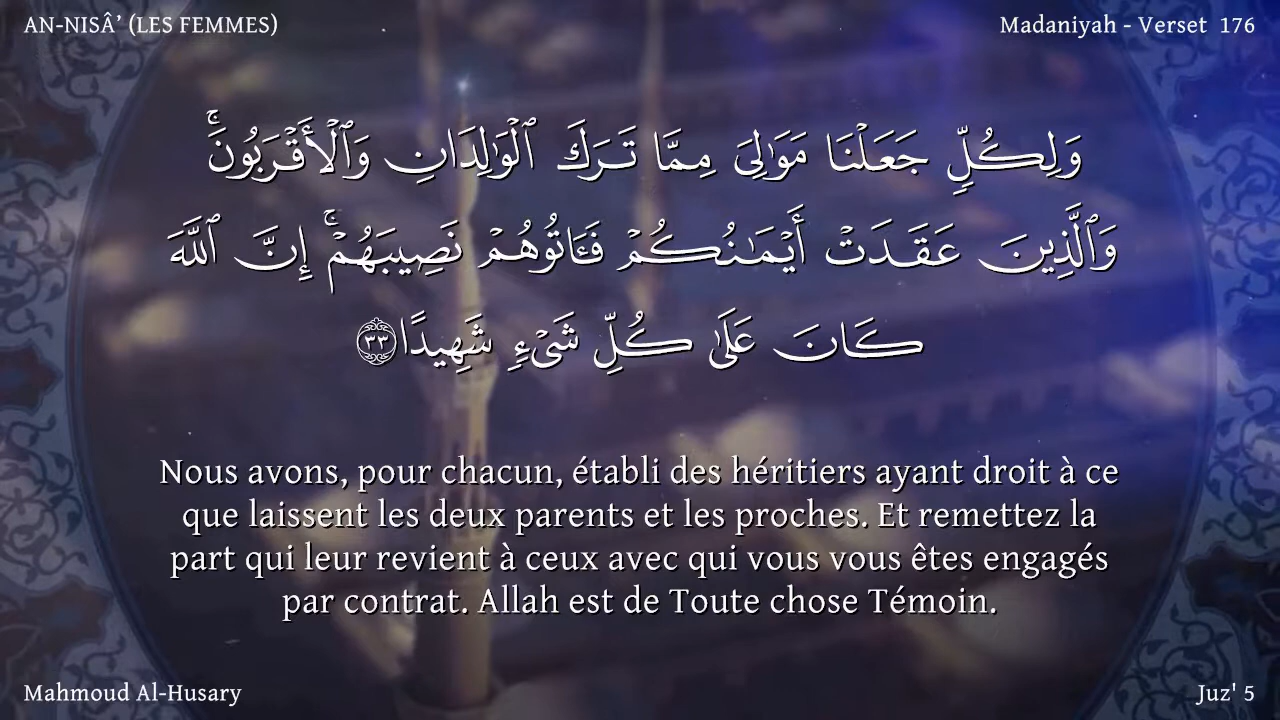 AN-NISÂ’ (LES FEMMES)
Madaniyah - Verset 176
وَلِكُلٍّ جَعَلْنَا مَوَٰلِىَ مِمَّا تَرَكَ ٱلْوَٰلِدَانِ وَٱلْأَقْرَبُونَ ۚ
وَٱلَّذِينَ عَقَدَتْ أَيْمَـٰنُكُمْ فَـَٔاتُوهُمْ نَصِيبَهُمْ ۚ إِنَّ ٱللَّهَ
كَانَ عَلَىٰ كُلِّ شَىْءٍ شَهِيدًا ٣٣
Nous avons, pour chacun, établi des héritiers ayant droit à ce
que laissent les deux parents et les proches. Et remettez la
part qui leur revient à ceux avec qui vous vous êtes engagés
par contrat. Allah est de Toute chose Témoin.
Mahmoud Al-Husary
Juz' 5